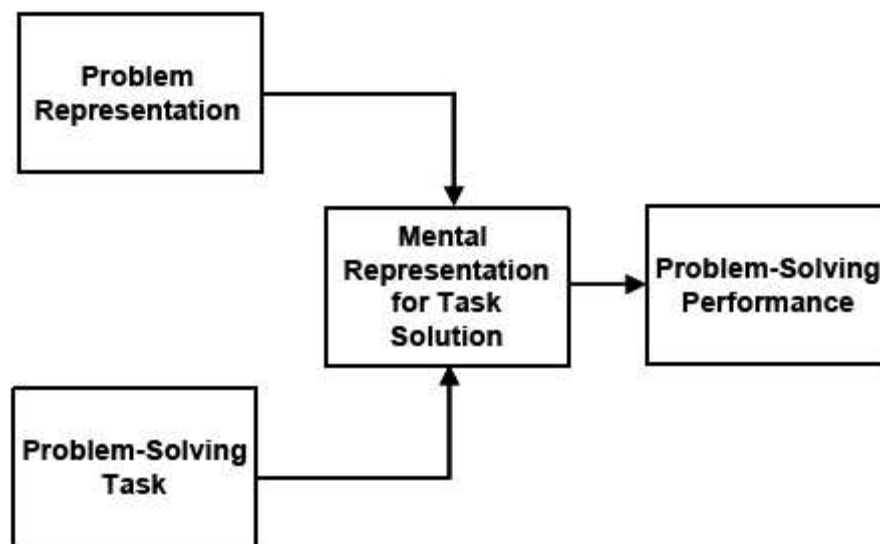 Problem
Representation
Mental
Representation
for Task
Solution
Problem-Solving
Performance
Problem-Solving
Task